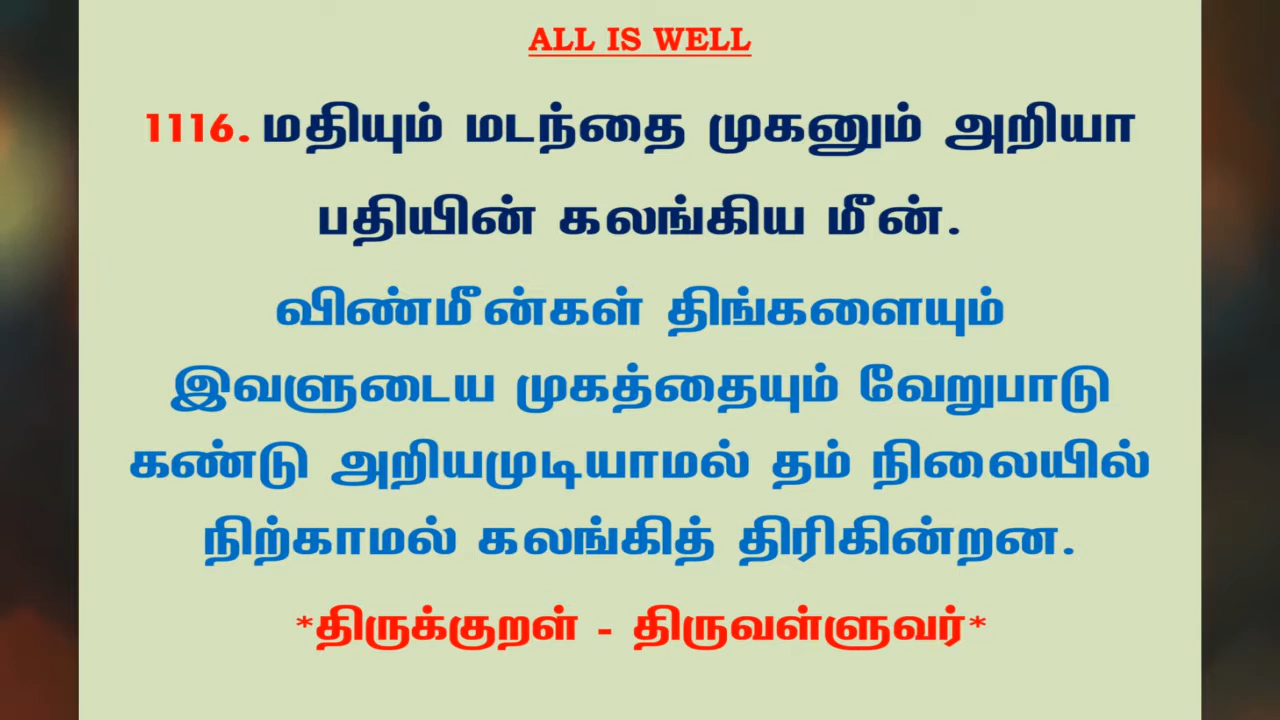 ALL IS WELL
1116. மதியும் மடந்தை முகனும் அறியா
பதியின் கலங்கிய மீன்.
விண்மீன்கள் திங்களையும்
இவளுடைய முகத்தையும் வேறுபாடு
கண்டு அறியமுடியாமல் தம் நிலையில்
நிற்காமல் கலங்கித் திரிகின்றன.
*திருக்குறள் - திருவள்ளுவர்*